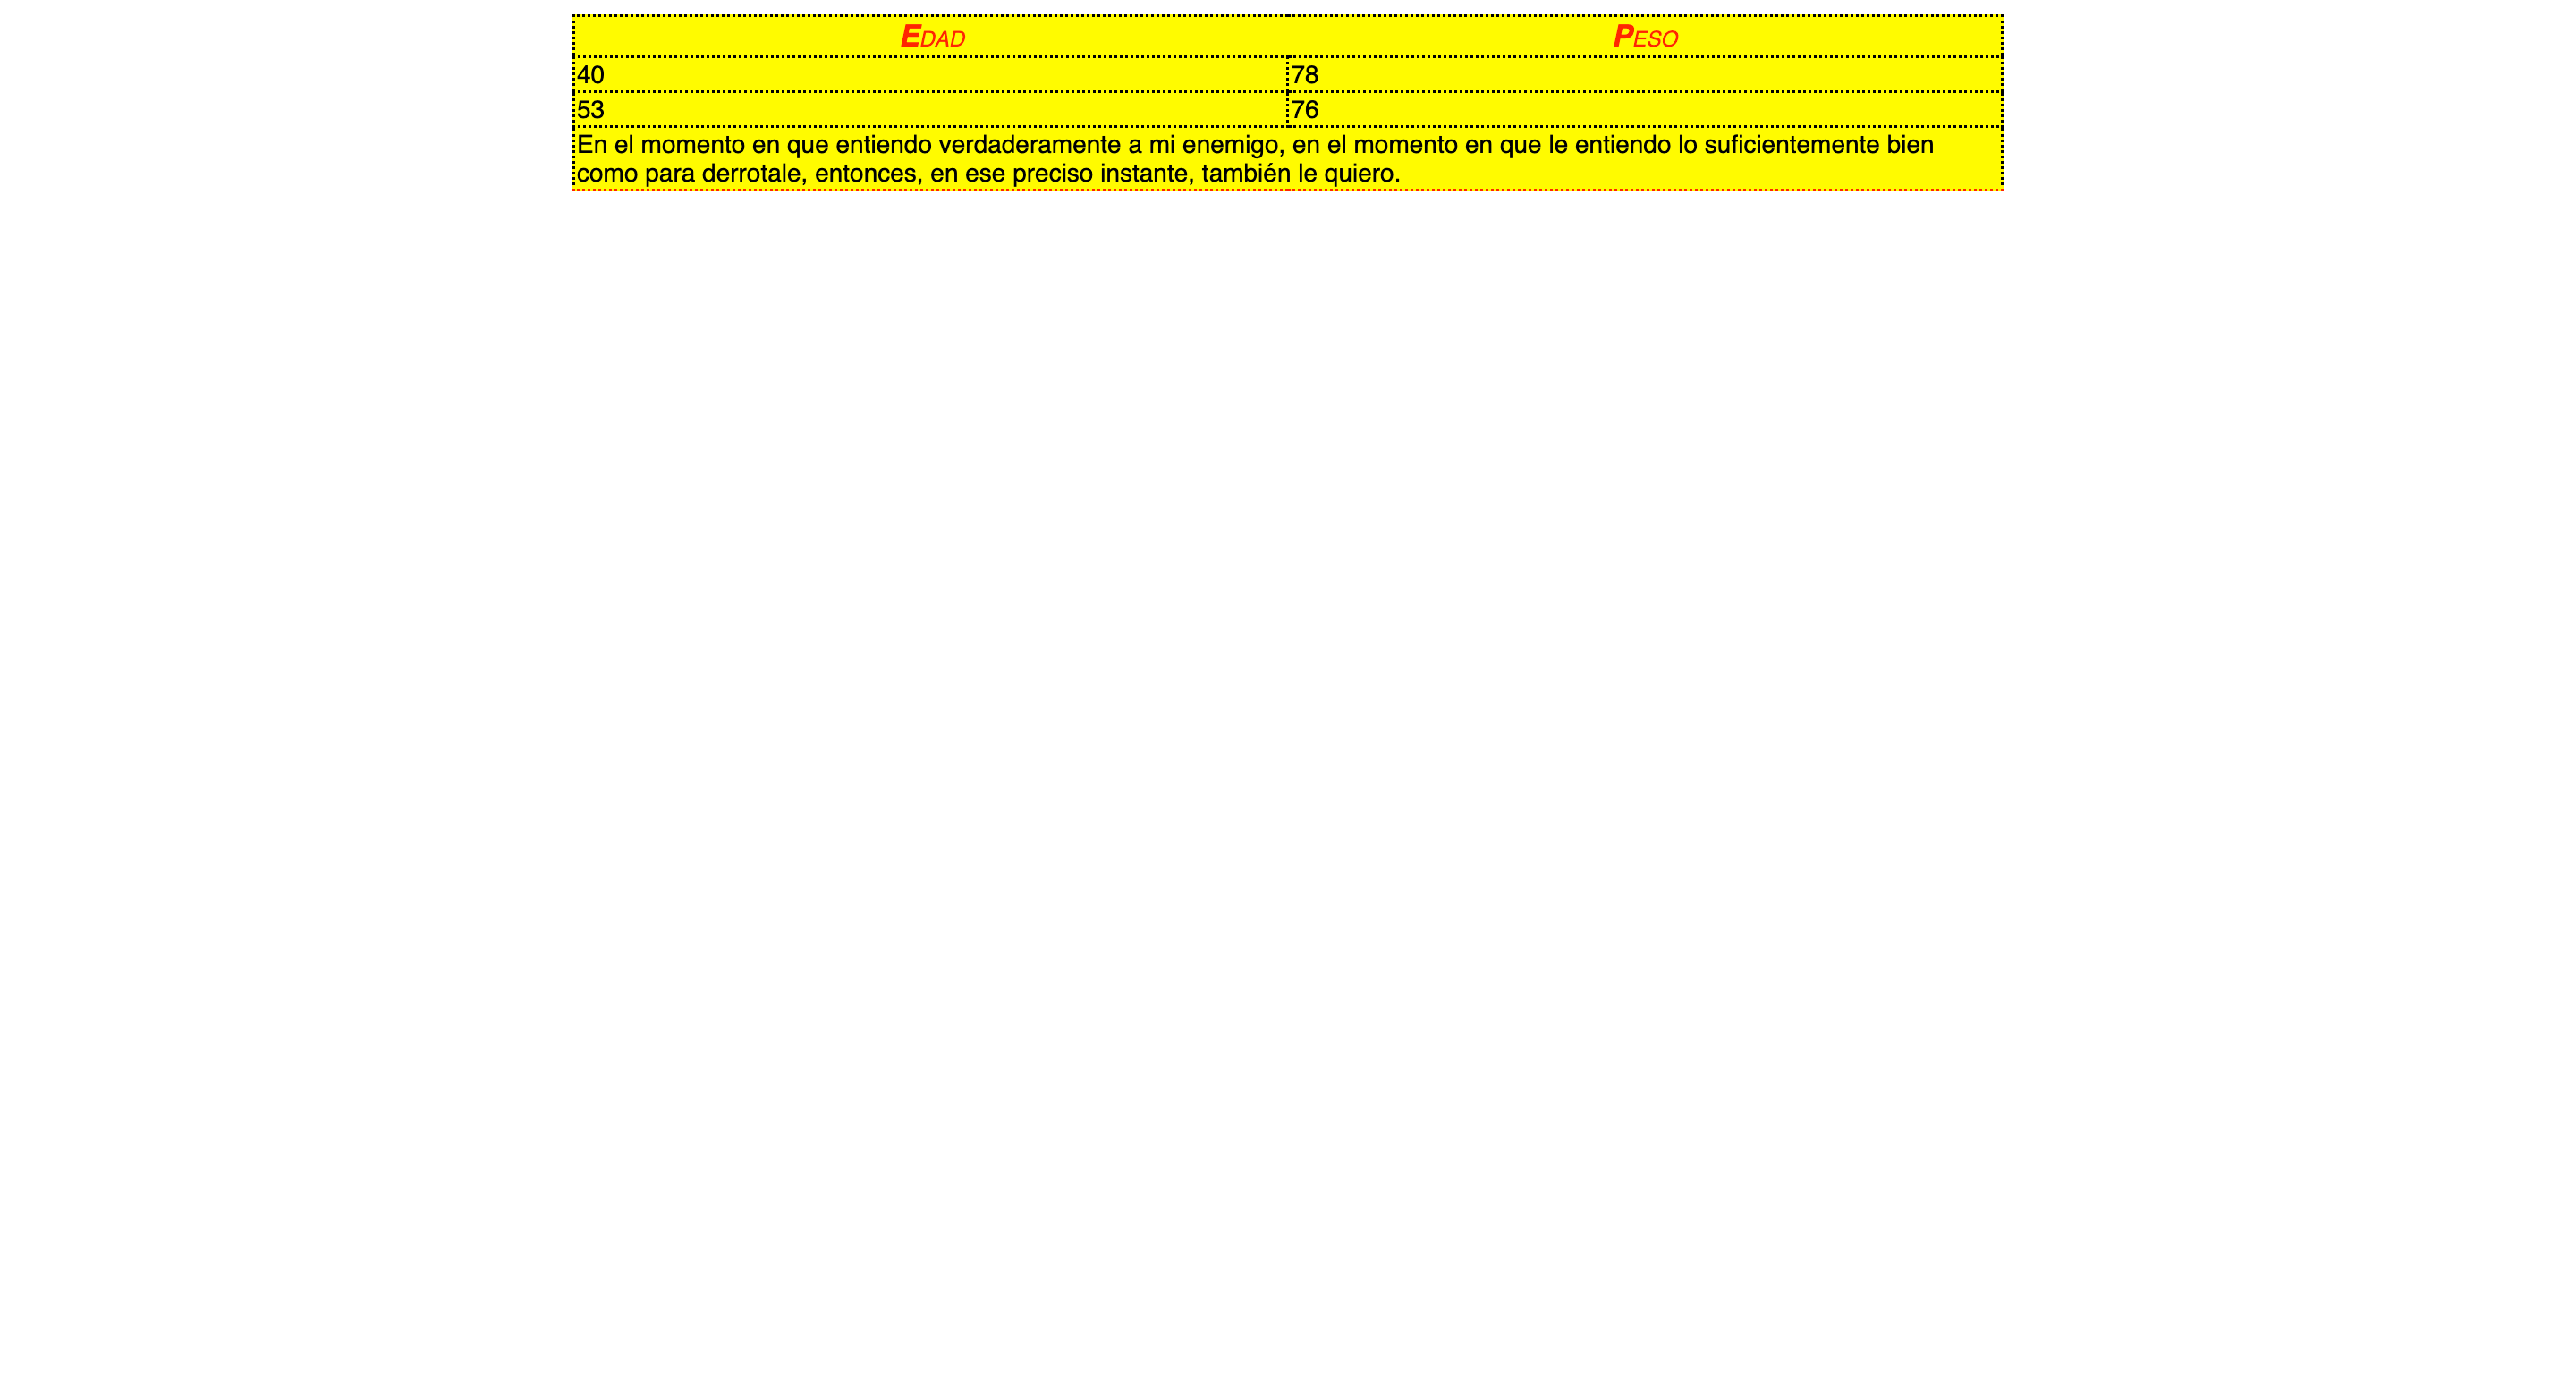 EDAD PESO
40 78
53 76
En el momento en que entiendo verdaderamente a mi enemigo, en el momento en que le entiendo lo suficientemente bien
como para derrotale, entonces, en ese preciso instante, también le quiero.